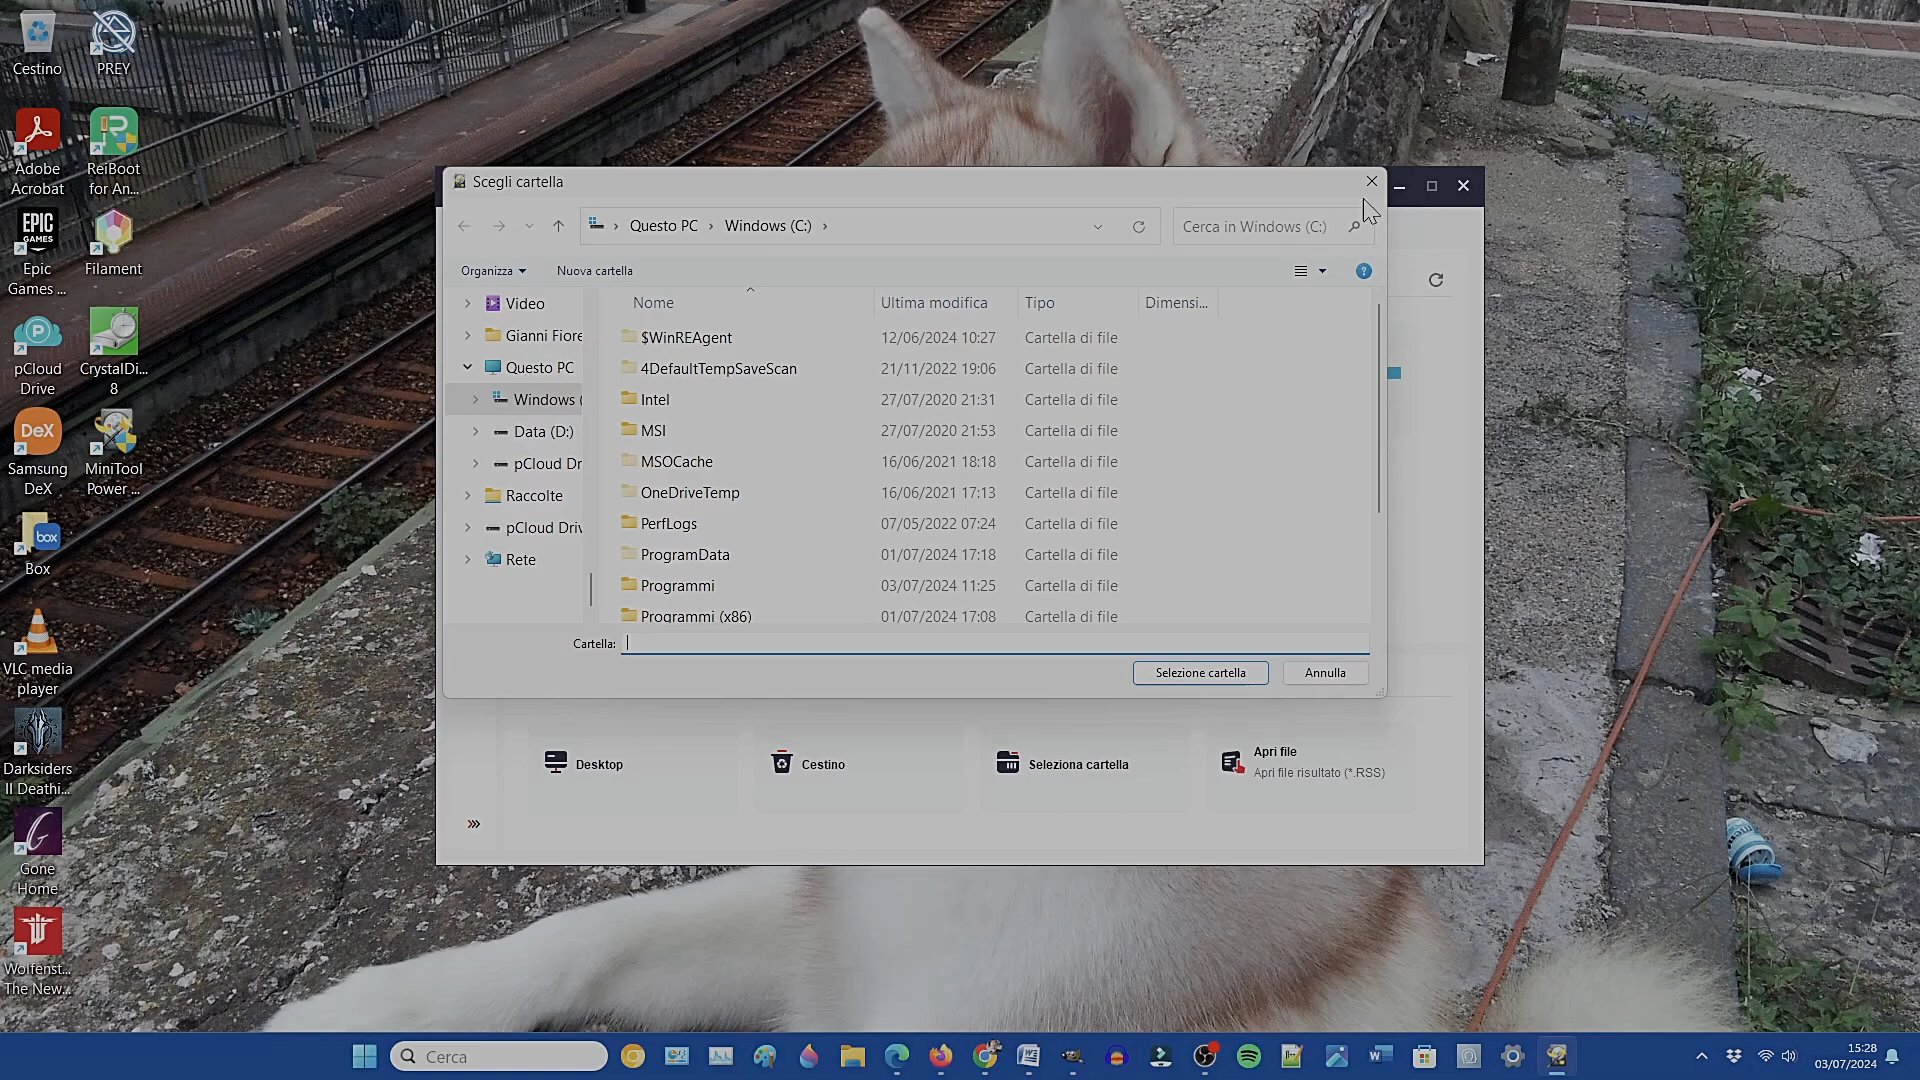 Cestino
PREY
Adobe
Acrobat
ReiBoot
for An...
EPIC
GAMES
Epic
Games ...
Filament
pCloud
Drive
CrystalDi...
8
DeX
Samsung
DeX
MiniTool
Power ...
box
Box
VLC media
player
Darksiders
II Deathi...
Gone
Home
Wolfenst...
The New...
Scegli cartella
Questo PC
Windows (C:)
Cerca in Windows (C:)
Organizza
Nuova cartella
Video
Gianni Fiore
Questo PC
Windows (
Data (D:)
pCloud Dr
Raccolte
pCloud Driv
Rete
Nome Ultima modifica Tipo Dimensi...
$WinREAgent 12/06/2024 10:27 Cartella di file
4DefaultTempSaveScan 21/11/2022 19:06 Cartella di file
Intel 27/07/2020 21:31 Cartella di file
MSI 27/07/2020 21:53 Cartella di file
MSOCache 16/06/2021 18:18 Cartella di file
OneDriveTemp 16/06/2021 17:13 Cartella di file
PerfLogs 07/05/2022 07:24 Cartella di file
ProgramData 01/07/2024 17:18 Cartella di file
Programmi 03/07/2024 11:25 Cartella di file
Programmi (x86) 01/07/2024 17:08 Cartella di file
Cartella:
Selezione cartella
Annulla
Desktop
Cestino
Seleziona cartella
Apri file
Apri file risultato (*.RSS)
Cerca
15:28
03/07/2024